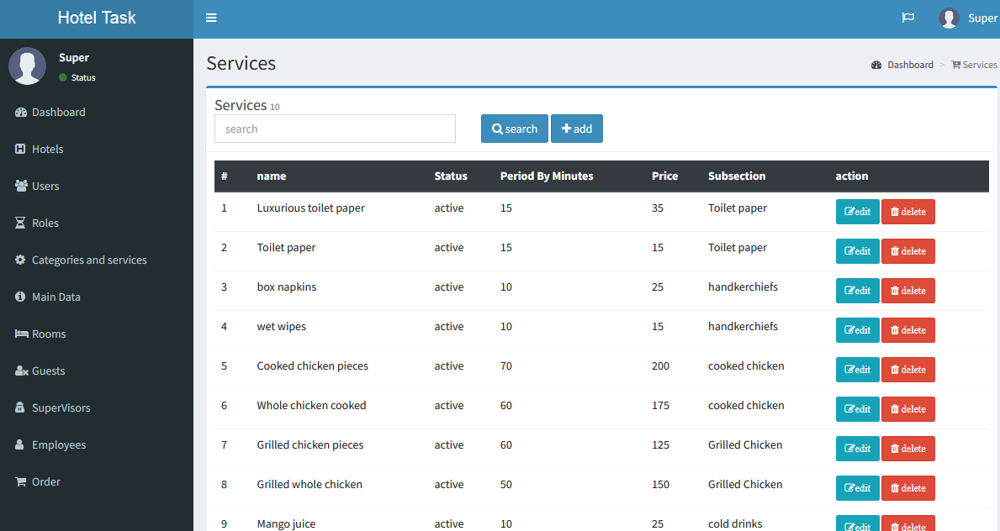 Hotel Task
Super
Super
Status
Dashboard
Hotels
Users
Roles
Categories and services
Main Data
Rooms
Guests
SuperVisors
Employees
Order
Services
Dashboard > Services
Services 10
search
search
add
# name Status Period By Minutes Price Subsection action
1 Luxurious toilet paper active 15 35 Toilet paper edit delete
2 Toilet paper active 15 15 Toilet paper edit delete
3 box napkins active 10 25 handkerchiefs edit delete
4 wet wipes active 10 15 handkerchiefs edit delete
5 Cooked chicken pieces active 70 200 cooked chicken edit delete
6 Whole chicken cooked active 60 175 cooked chicken edit delete
7 Grilled chicken pieces active 60 125 Grilled Chicken edit delete
8 Grilled whole chicken active 50 150 Grilled Chicken edit delete
9 Mango juice active 10 25 cold drinks edit delete